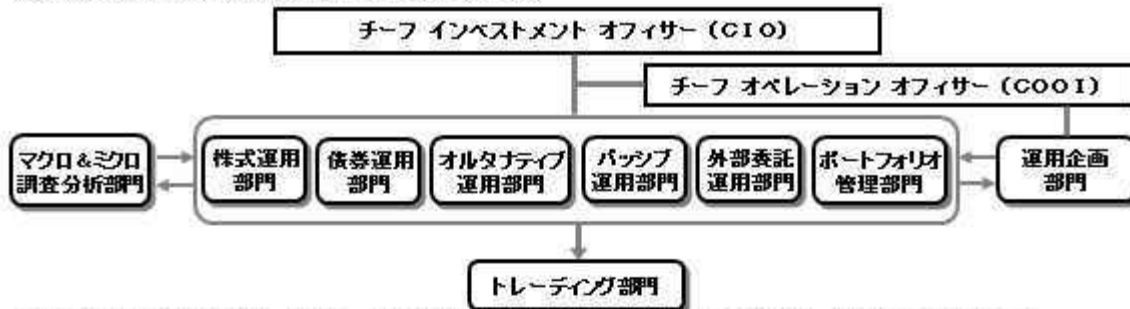 チーフ インベストメント オフィサー (CIO)
チーフ オペレーション オフィサー (COOI)
マクロ&ミクロ
調査分析部門
株式運用
部門
債券運用
部門
オルタナティブ
運用部門
パッシブ
運用部門
外部委託
運用部門
ポートフォリオ
管理部門
運用企画
部門
トレーディング部門